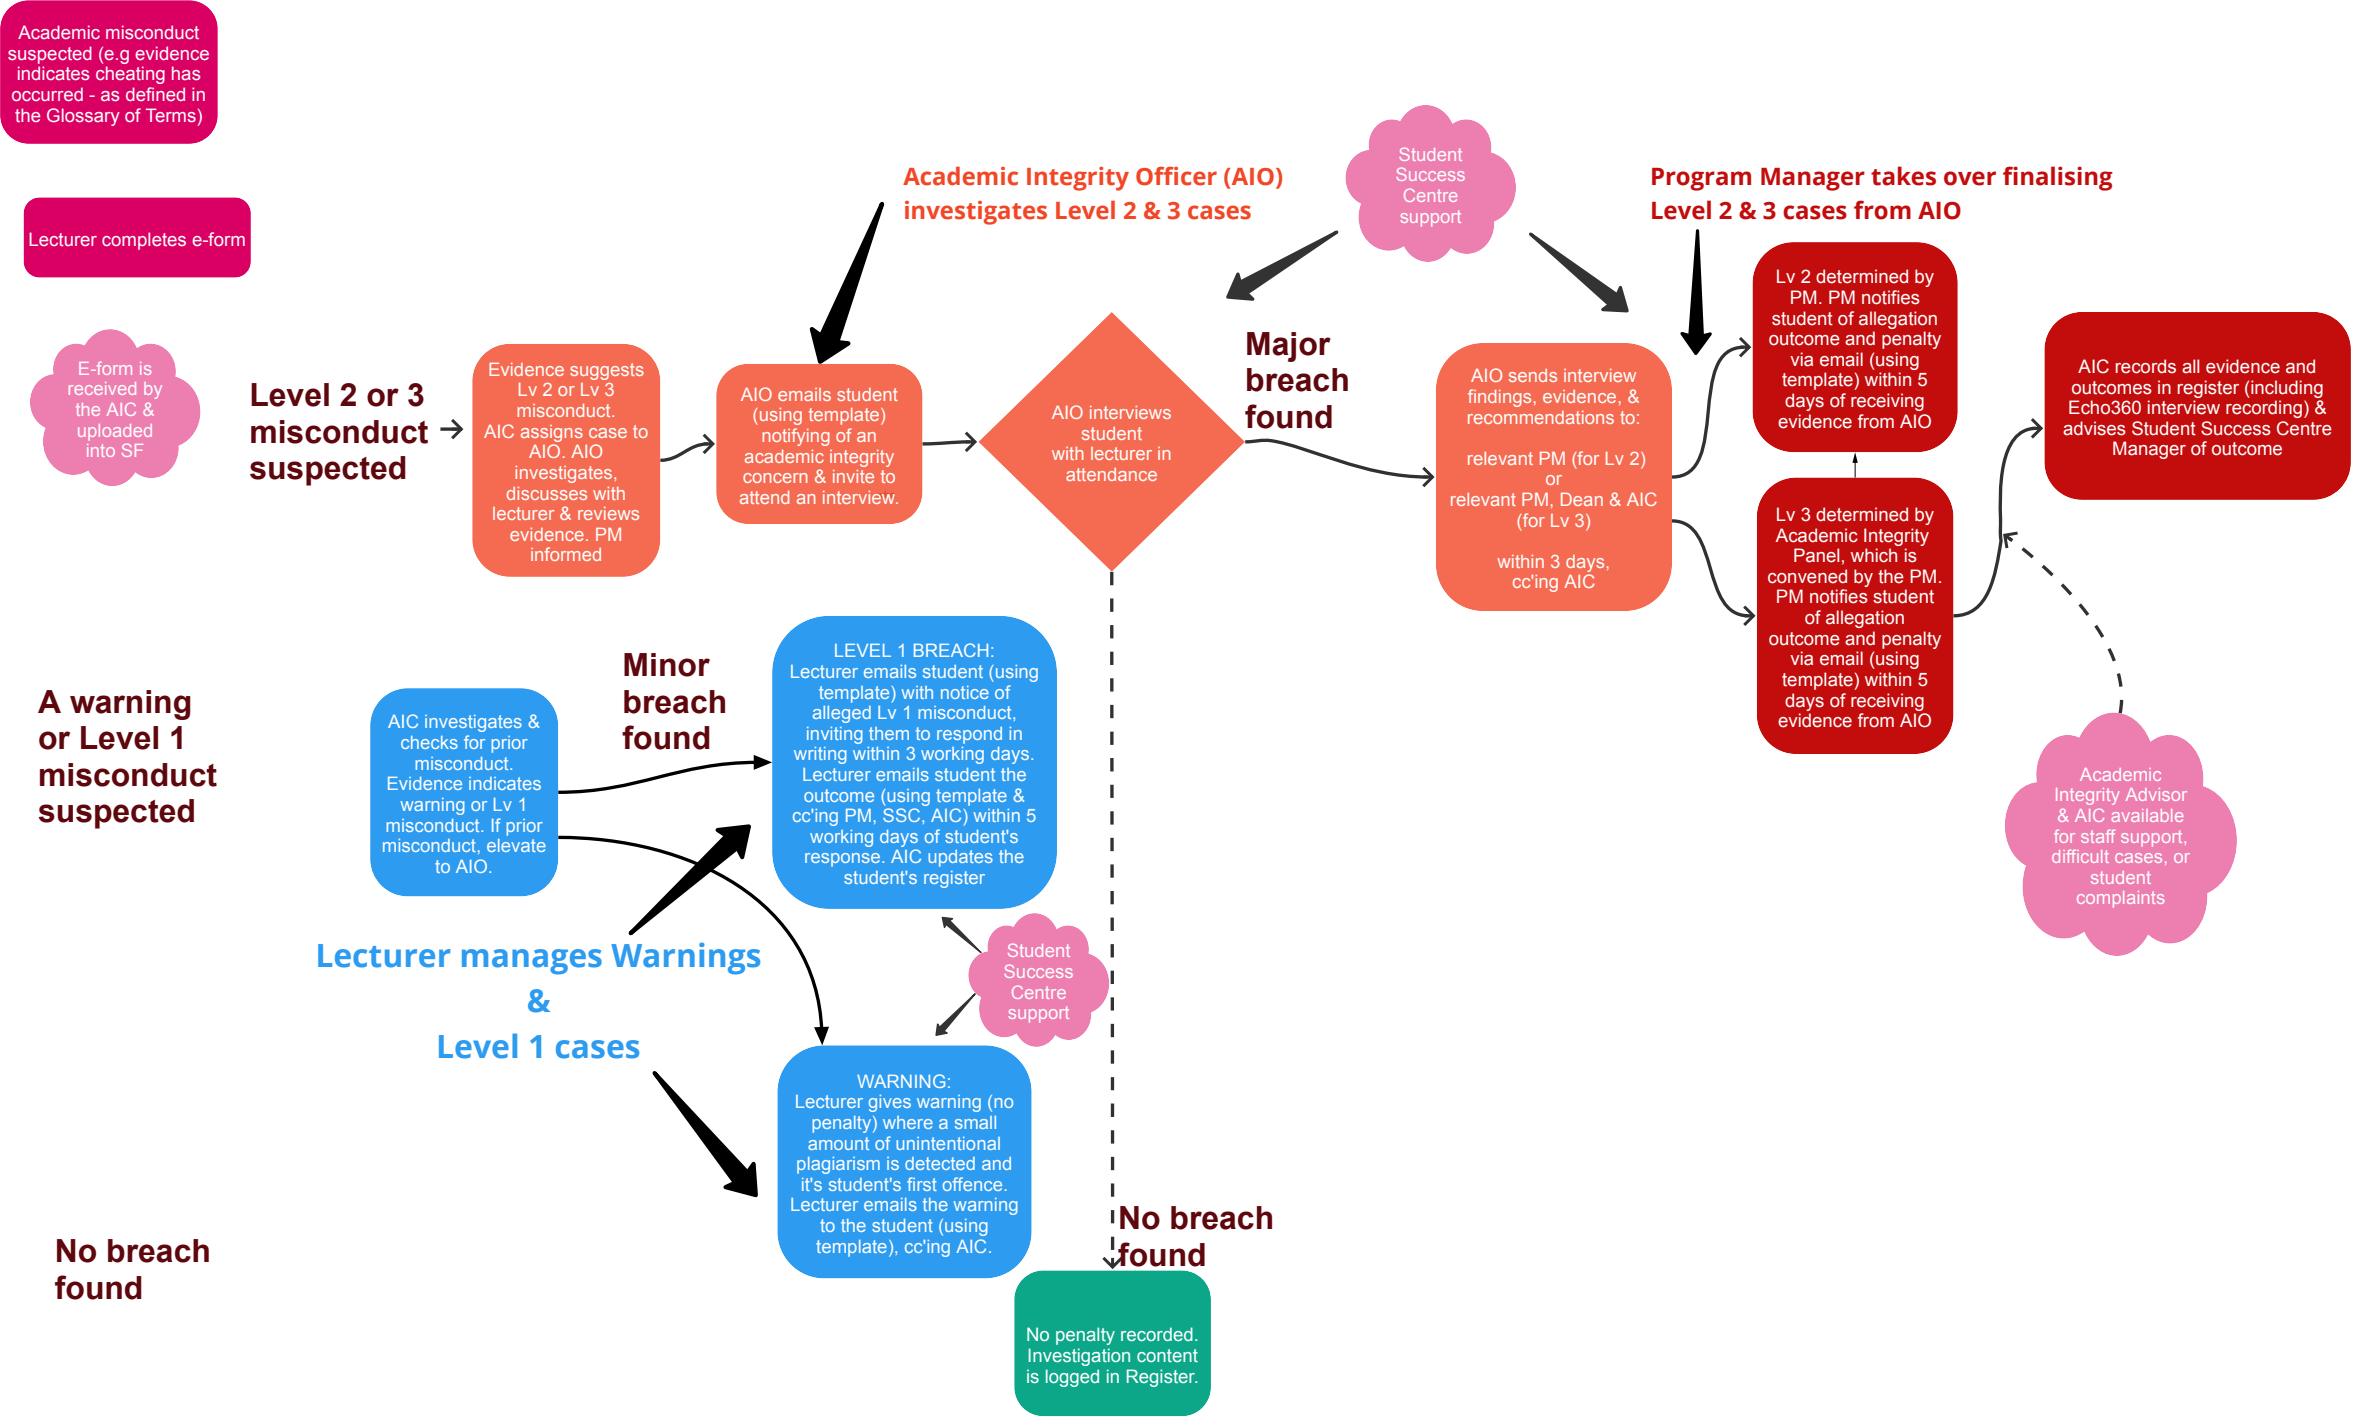 Academic misconduct
suspected (e.g evidence
indicates cheating has
occurred - as defined in
the Glossary of Terms)
Lecturer completes e-form
E-form is
received by
the AIC &
uploaded
into SF
Level 2 or 3
misconduct
suspected
Evidence suggests
Lv 2 or Lv 3
misconduct.
AIC assigns case to
AIO. AIO
investigates,
discusses with
lecturer & reviews
evidence. PM
informed
Academic Integrity Officer (AIO)
investigates Level 2 & 3 cases
AIO emails student
(using template)
notifying of an
academic integrity
concern & invite to
attend an interview.
AIO interviews
student
with lecturer in
attendance
Student
Success
Centre
support
Major
breach
found
AIO sends interview
findings, evidence, &
recommendations to:
relevant PM (for Lv 2)
or
relevant PM, Dean & AIC
(for Lv 3)
within 3 days,
cc'ing AIC
Program Manager takes over finalising
Level 2 & 3 cases from AIO
Lv 2 determined by
PM. PM notifies
student of allegation
outcome and penalty
via email (using
template) within 5
days of receiving
evidence from AIO
Lv 3 determined by
Academic Integrity
Panel, which is
convened by the PM.
PM notifies student
of allegation
outcome and penalty
via email (using
template) within 5
days of receiving
evidence from AIO
AIC records all evidence and
outcomes in register (including
Echo360 interview recording) &
advises Student Success Centre
Manager of outcome
Academic
Integrity Advisor
& AIC available
for staff support,
difficult cases, or
student
complaints
A warning
or Level 1
misconduct
suspected
AIC investigates &
checks for prior
misconduct.
Evidence indicates
warning or Lv 1
misconduct. If prior
misconduct, elevate
to AIO.
Minor
breach
found
LEVEL 1 BREACH:
Lecturer emails student (using
template) with notice of
alleged Lv 1 misconduct,
inviting them to respond in
writing within 3 working days.
Lecturer emails student the
outcome (using template &
cc'ing PM, SSC, AIC) within 5
working days of student's
response. AIC updates the
student's register
Lecturer manages Warnings
&
Level 1 cases
Student
Success
Centre
support
WARNING:
Lecturer gives warning (no
penalty) where a small
amount of unintentional
plagiarism is detected and
it's student's first offence.
Lecturer emails the warning
to the student (using
template), cc'ing AIC.
No breach
found
No breach
found
No penalty recorded.
Investigation content
is logged in Register.